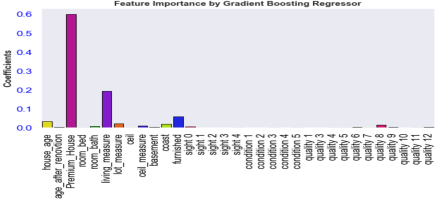 Feature Importance by Gradient Boosting Regressor
Coefficients
0.6
0.5
0.4
0.3
0.2
0.1
0.0
house_age
age_after_renovtion
Premium_House
room_bed
room_bath
living_measure
lot_measure
ceil
ceil_measure
basement
coast
furnished
sight 0
sight 1
sight 2
sight 3
sight 4
condition 1
condition 2
condition 3
condition 4
condition 5
quality 1
quality 3
quality 4
quality 5
quality 6
quality 7
quality 8
quality 9
quality 10
quality 11
quality 12